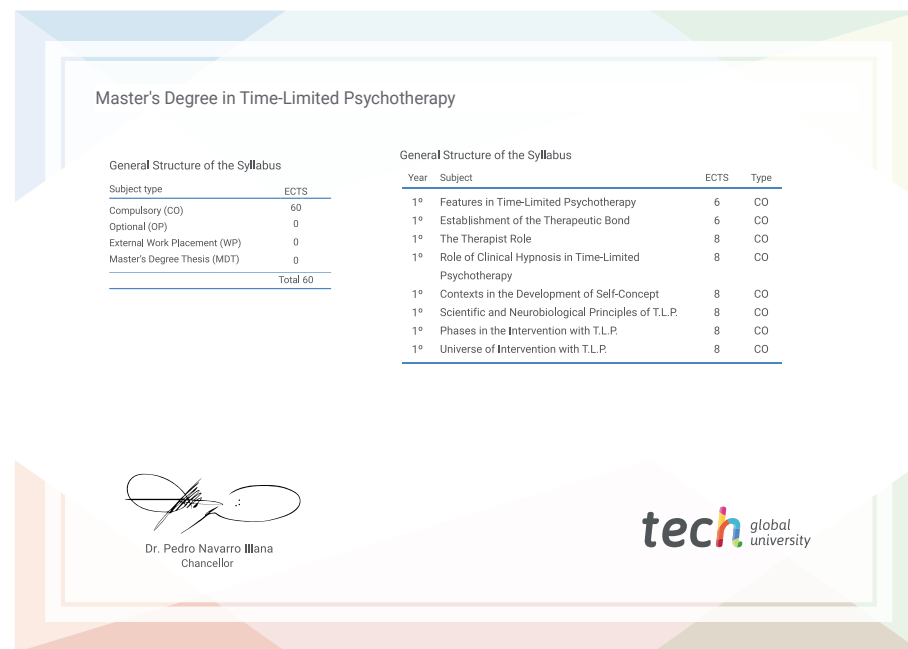 Master's Degree in Time-Limited Psychotherapy
General Structure of the Syllabus
Subject type ECTS
Compulsory (CO) 60
Optional (OP) 0
External Work Placement (WP) 0
Master's Degree Thesis (MDT) 0
Total 60
General Structure of the Syllabus
Year Subject ECTS Type
1º Features in Time-Limited Psychotherapy 6 CO
1º Establishment of the Therapeutic Bond 6 CO
1º The Therapist Role 8 CO
1º Role of Clinical Hypnosis in Time-Limited 8 CO
Psychotherapy
1º Contexts in the Development of Self-Concept 8 CO
1º Scientific and Neurobiological Principles of T.L.P. 8 CO
1º Phases in the Intervention with T.L.P. 8 CO
1º Universe of Intervention with T.L.P. 8 CO
Dr. Pedro Navarro Illana
Chancellor
tech global
university